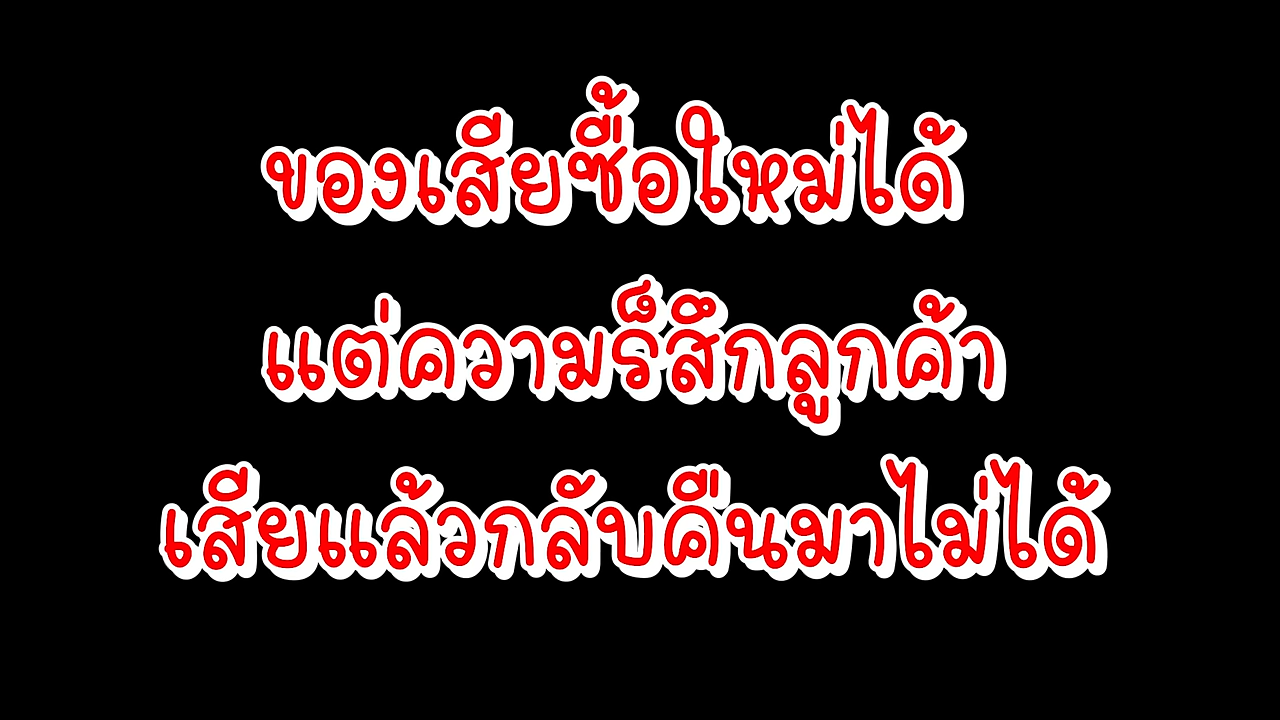 ของเสียซื้อใหม่ได้
แต่ความร็สึกลูกค้า
เสียแล้วกลับคืนมาไม่ได้